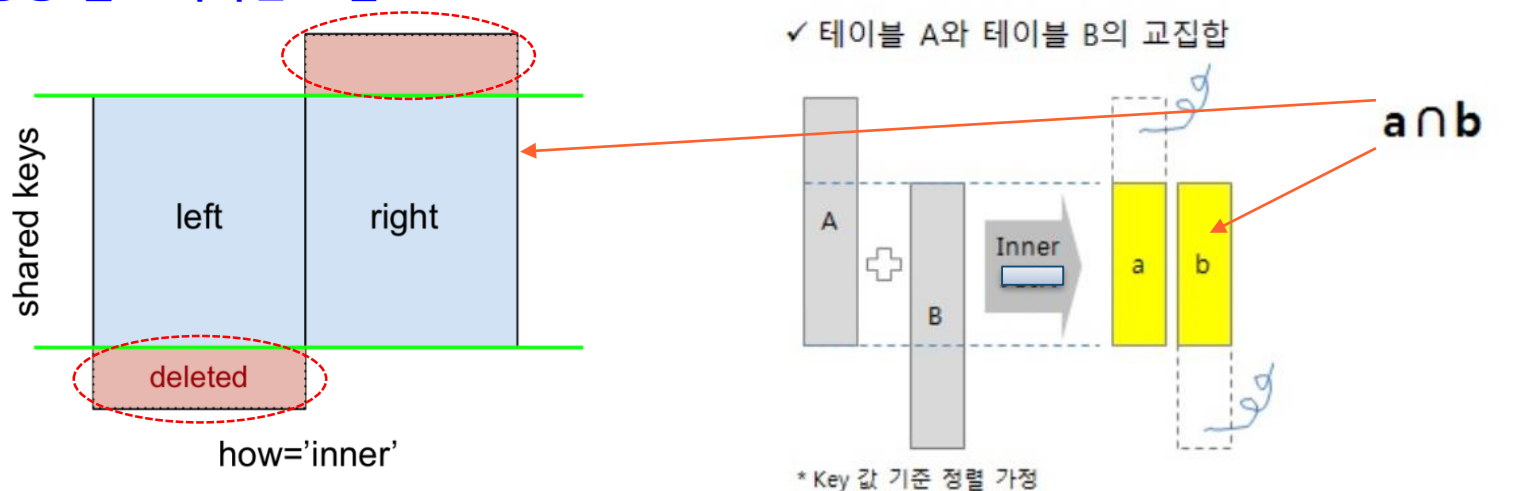 ✓ 테이블 A와 테이블 B의 교집합
shared keys
left
right
deleted
how='inner'
A
B
Inner
a
b
a∩b
* Key 값 기준 정렬 가정